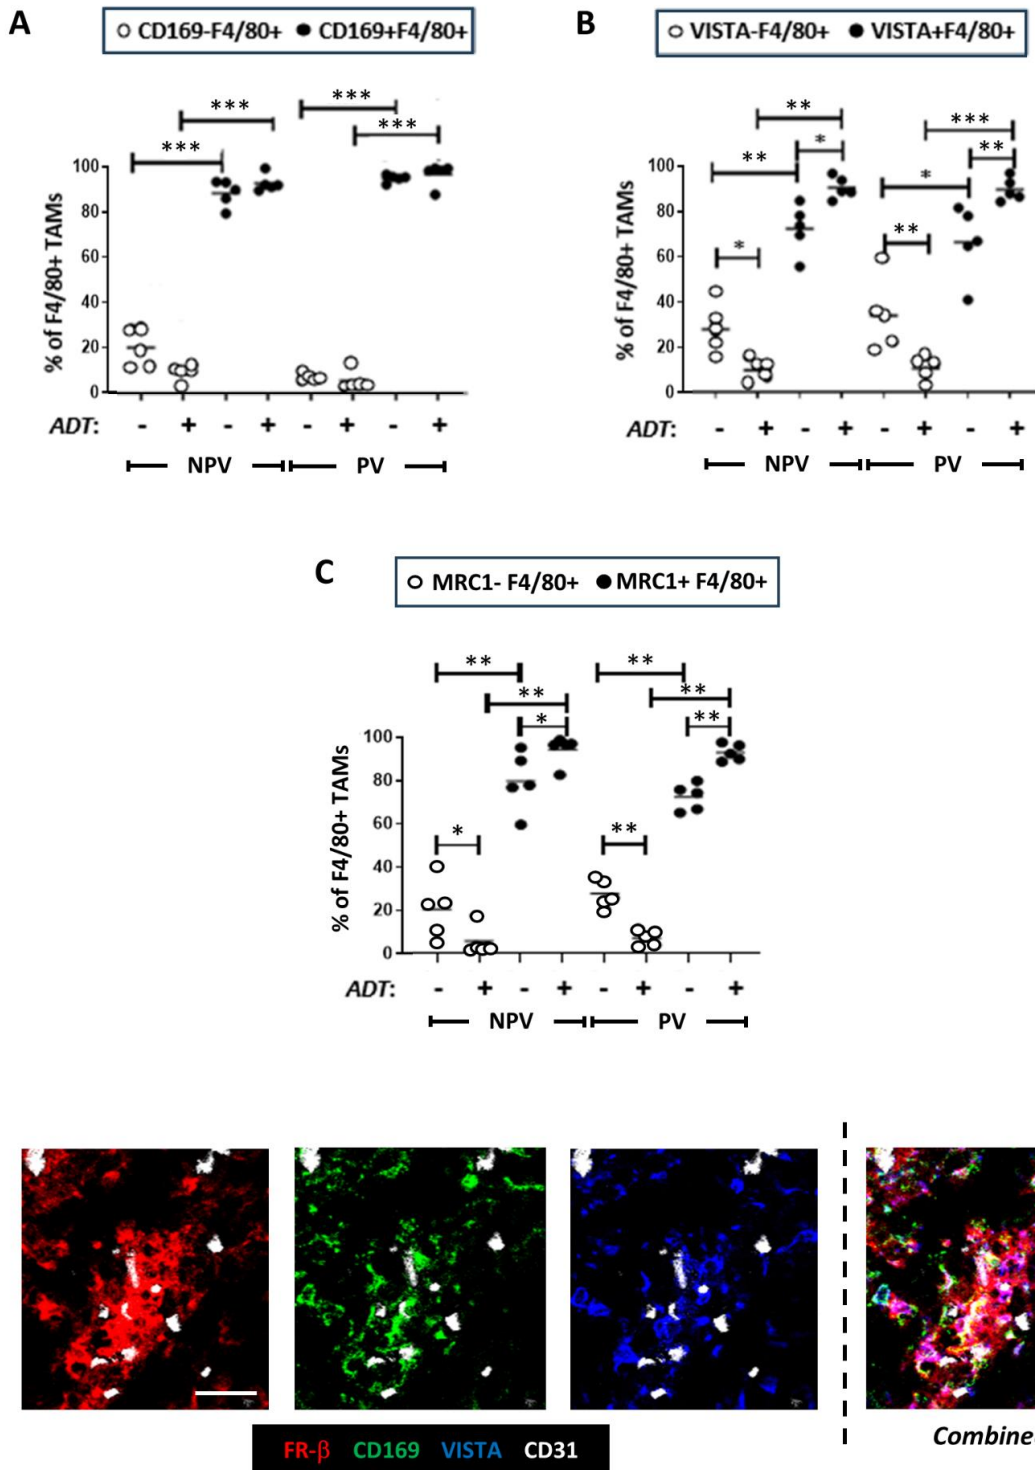 A
CD169-F4/80+ CD169+F4/80+
*** *** *** ***
% of F4/80+ TAMs
100
80
60
40
20
0
ADT: - + - + - + - +
NPV PV
B
VISTA-F4/80+ VISTA+F4/80+
** *** * ** ** * * **
% of F4/80+ TAMs
100
80
60
40
20
0
ADT: - + - + - + - +
NPV PV
C
MRC1- F4/80+ MRC1+ F4/80+
** ** ** ** * ** * **
% of F4/80+ TAMs
100
80
60
40
20
0
ADT: - + - + - + - +
NPV PV
FR-β CD169 VISTA CD31
Combine